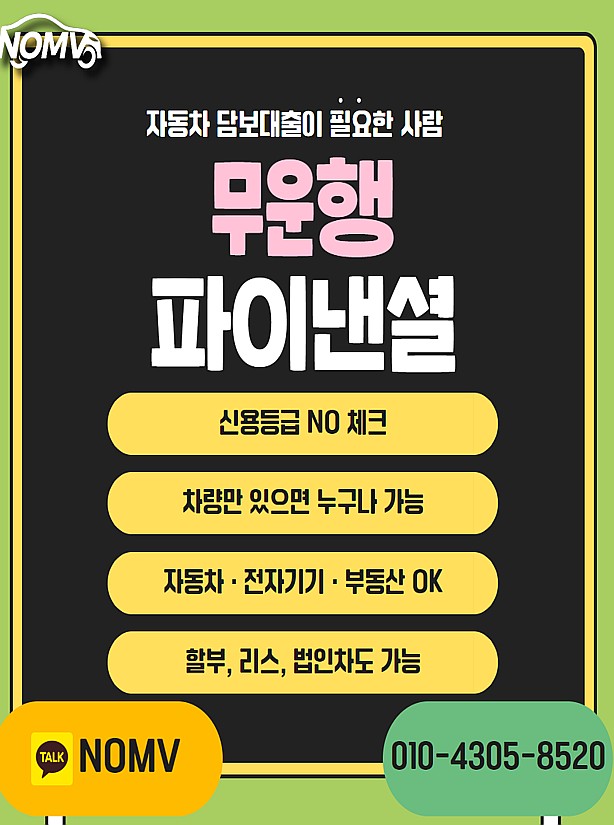 NOMV
자동차 담보대출이 필요한 사람
무운행
파이낸셜
신용등급 NO 체크
차량만 있으면 누구나 가능
자동차 · 전자기기 · 부동산 OK
할부, 리스, 법인차도 가능
TALK NOMV
010-4305-8520